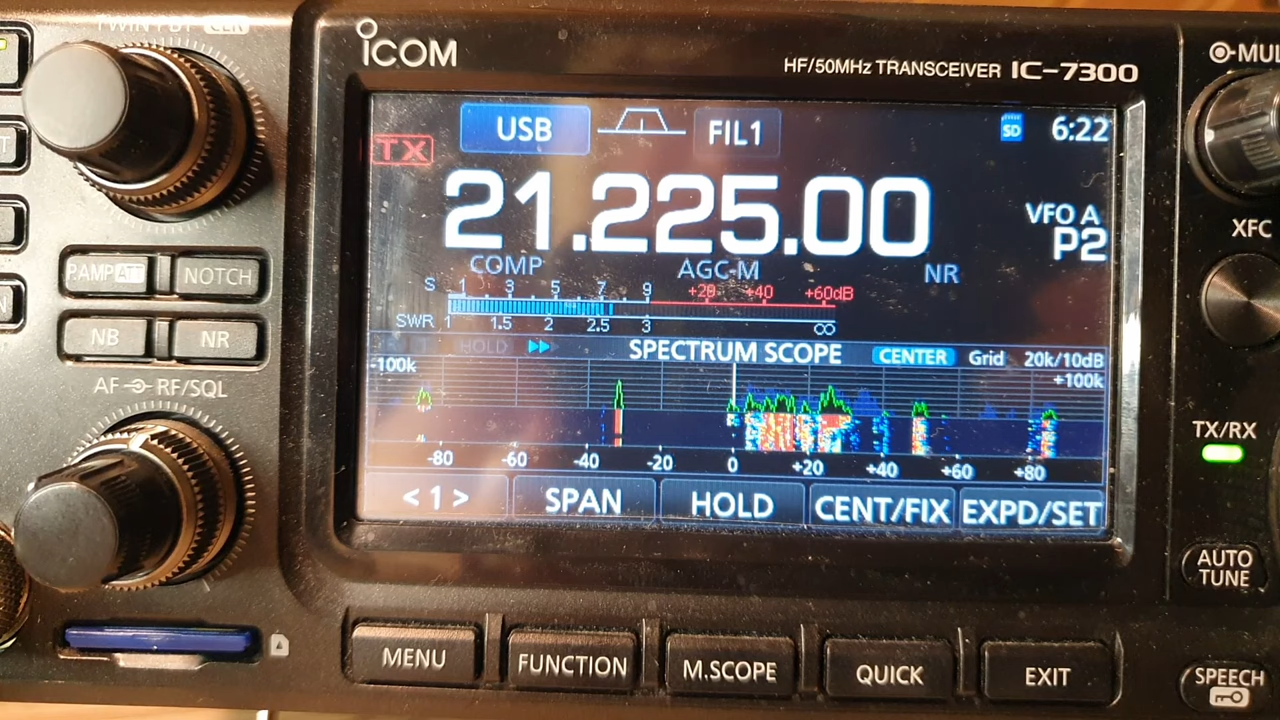 TWIN PBT CLR
ICOM
HF/50MHz TRANSCEIVER IC-7300
MUL
USB
FIL1
SD
6:22
TX
21.225.00
VFO A
P2
XFC
P.AMP ATT
NOTCH
COMP
AGC-M
NR
S 1 3 5 7 9 +20 +40 +60dB
SWR 1 1.5 2 2.5 3 ∞
NB
NR
HOLD
SPECTRUM SCOPE
CENTER
Grid
20k/10dB
-100k
+100k
AF RF/SQL
TX/RX
-80 -60 -40 -20 0 +20 +40 +60 +80
< 1 >
SPAN
HOLD
CENT/FIX
EXPD/SET
AUTO
TUNE
MENU
FUNCTION
M.SCOPE
QUICK
EXIT
SPEECH